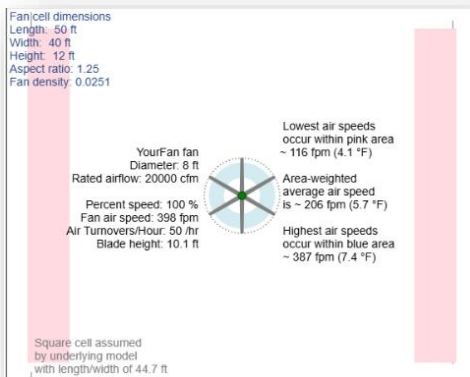 Fan cell dimensions
Length: 50 ft
Width: 40 ft
Height: 12 ft
Aspect ratio: 1.25
Fan density: 0.0251
YourFan fan
Diameter: 8 ft
Rated airflow: 20000 cfm
Percent speed: 100 %
Fan air speed: 398 fpm
Air Turnovers/Hour: 50 /hr
Blade height: 10.1 ft
Lowest air speeds
occur within pink area
~ 116 fpm (4.1 °F)
Area-weighted
average air speed
is ~ 206 fpm (5.7 °F)
Highest air speeds
occur within blue area
~ 387 fpm (7.4 °F)
Square cell assumed
by underlying model
with length/width of 44.7 ft